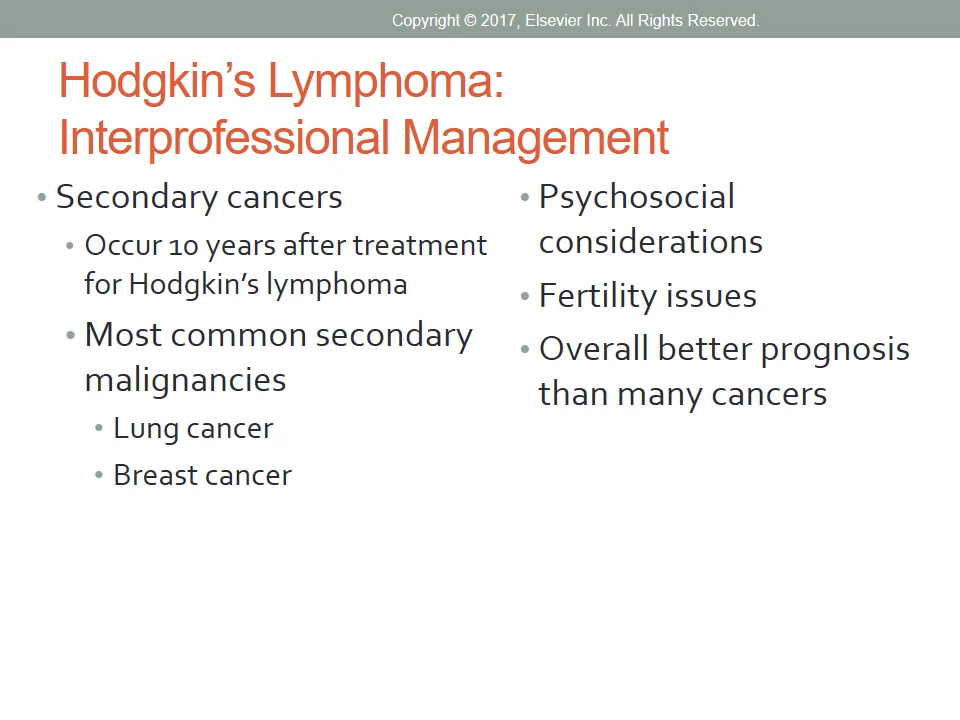 Copyright © 2017, Elsevier Inc. All Rights Reserved.
Hodgkin’s Lymphoma:
Interprofessional Management
• Secondary cancers
• Occur 10 years after treatment
for Hodgkin’s lymphoma
• Most common secondary
malignancies
• Lung cancer
• Breast cancer
• Psychosocial
considerations
• Fertility issues
• Overall better prognosis
than many cancers